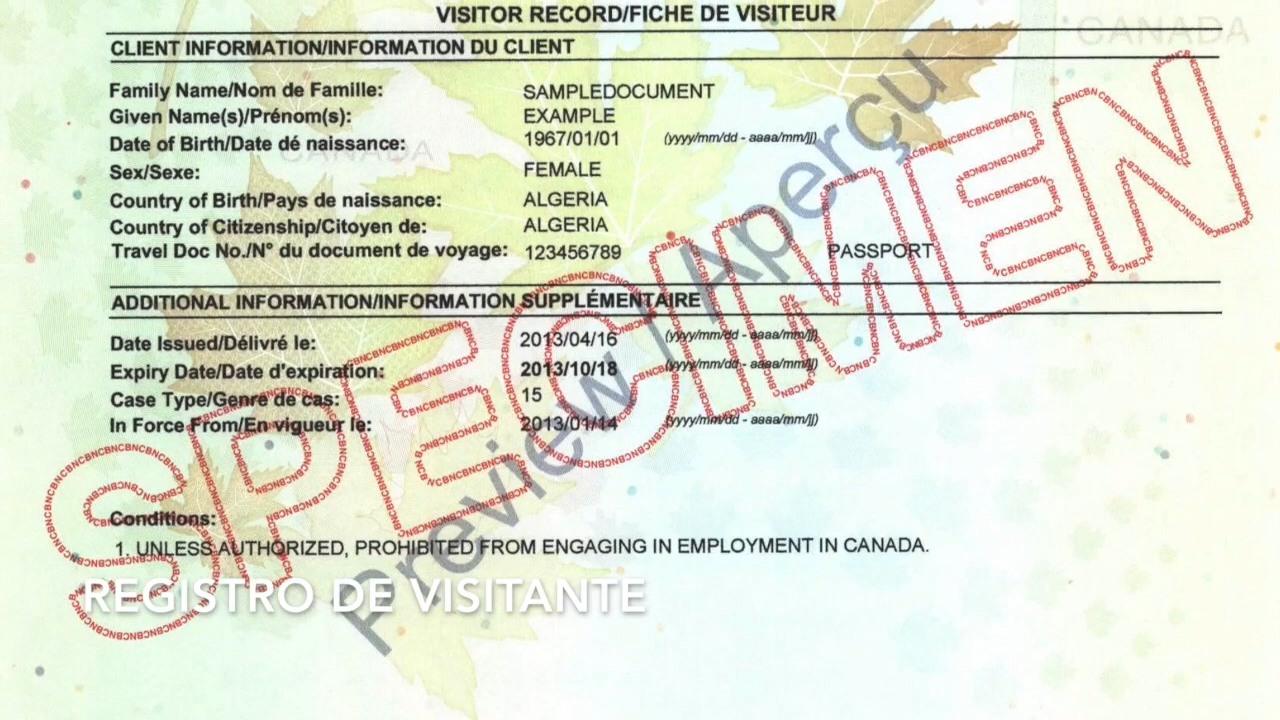 VISITOR RECORD/FICHE DE VISITEUR
CANADA
CLIENT INFORMATION/INFORMATION DU CLIENT
Family Name/Nom de Famille: SAMPLEDOCUMENT
Given Name(s)/Prénom(s): EXAMPLE
Date of Birth/Date dé naissance: 1967/01/01 (yyyy/mm/dd - aaaa/mm/jj)
CANADA
Sex/Sexe: FEMALE
Country of Birth/Pays de naissance: ALGERIA
Country of Citizenship/Citoyen de: ALGERIA
Travel Doc No./N° du document de voyage: 123456789 PASSPORT
ADDITIONAL INFORMATION/INFORMATION SUPPLÉMENTAIRE
Date Issued/Délivré le: 2013/04/16 (yyyy/mm/dd - aaaa/mm/jj)
Expiry Date/Date d'expiration: 2013/10/18 (yyyy/mm/dd - aaaa/mm/jj)
Case Type/Genre de cas: 15
In Force From/En vigueur le: 2013/01/14 (yyyy/mm/dd - aaaa/mm/jj)
Conditions:
1. UNLESS AUTHORIZED, PROHIBITED FROM ENGAGING IN EMPLOYMENT IN CANADA.
SPECIMEN
Preview / Aperçu
REGISTRO DE VISITANTE